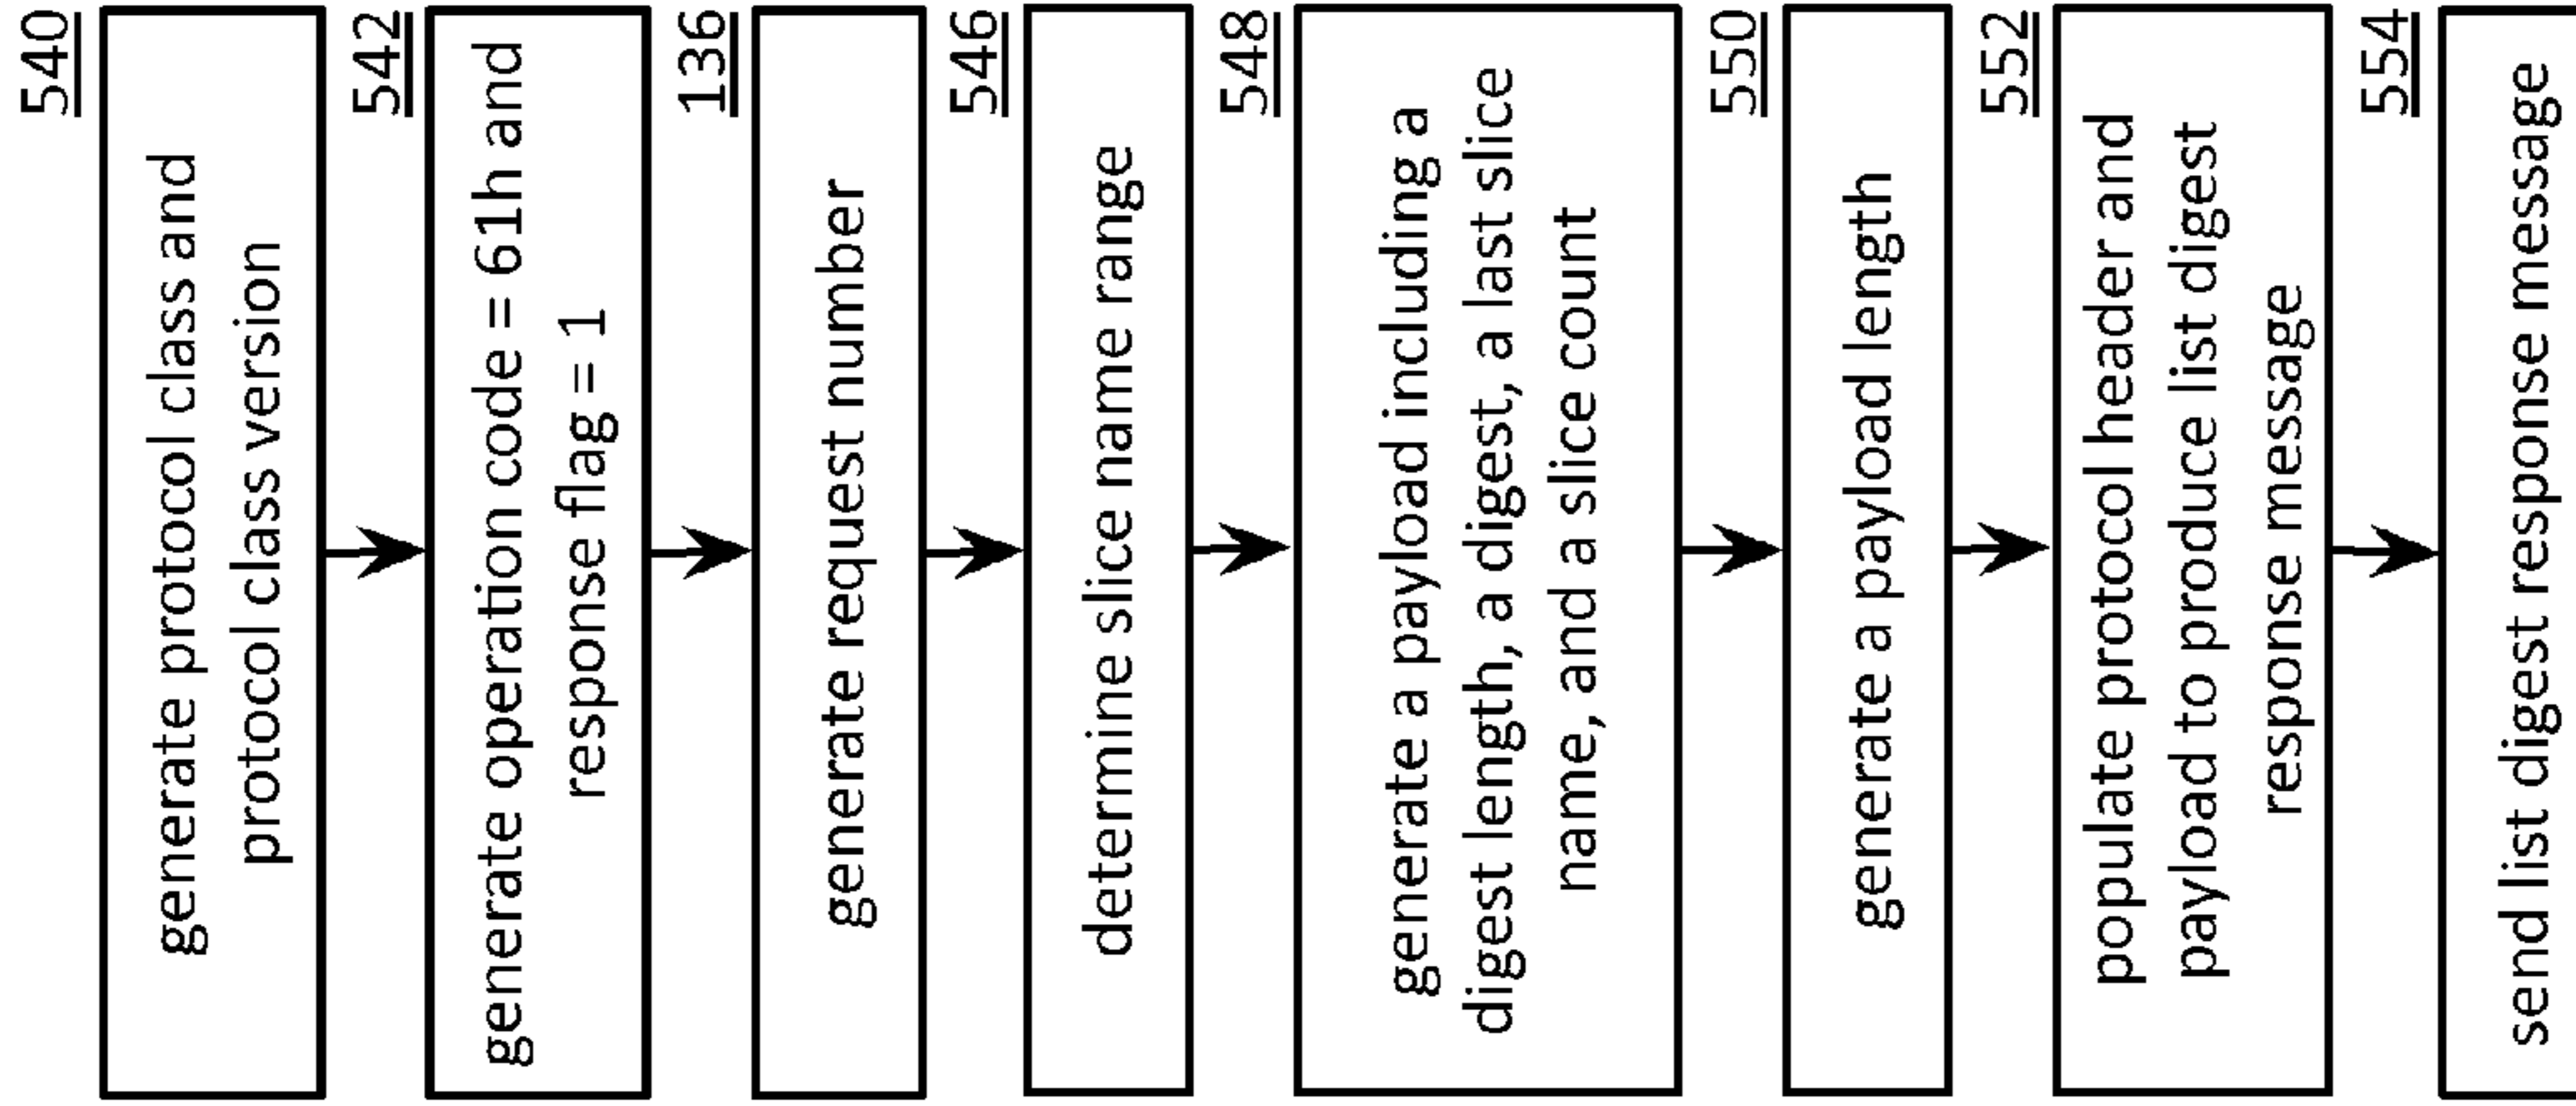 540
generate protocol class and
protocol class version
542
generate operation code = 61h and
response flag = 1
136
generate request number
546
determine slice name range
548
generate a payload including a
digest length, a digest, a last slice
name, and a slice count
550
generate a payload length
552
populate protocol header and
payload to produce list digest
response message
554
send list digest response message